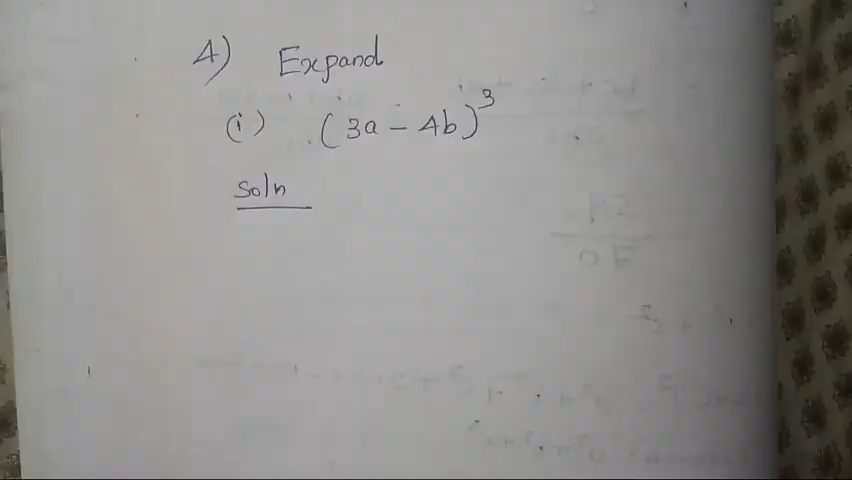 4) Expand
(i) (3a - 4b)³
Soln